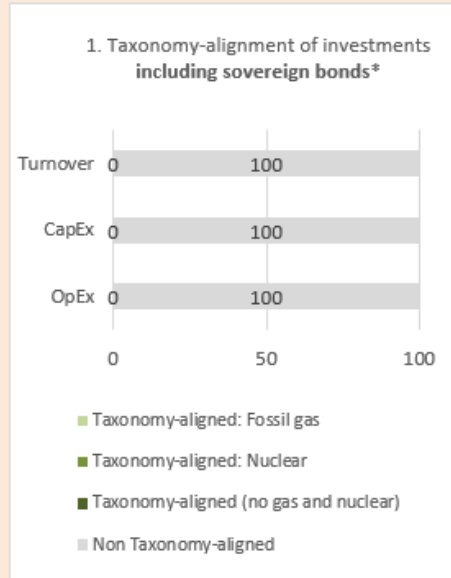 1. Taxonomy-alignment of investments
including sovereign bonds*
Turnover 0 100
CapEx 0 100
OpEx 0 100
0 50 100
Taxonomy-aligned: Fossil gas
Taxonomy-aligned: Nuclear
Taxonomy-aligned (no gas and nuclear)
Non Taxonomy-aligned